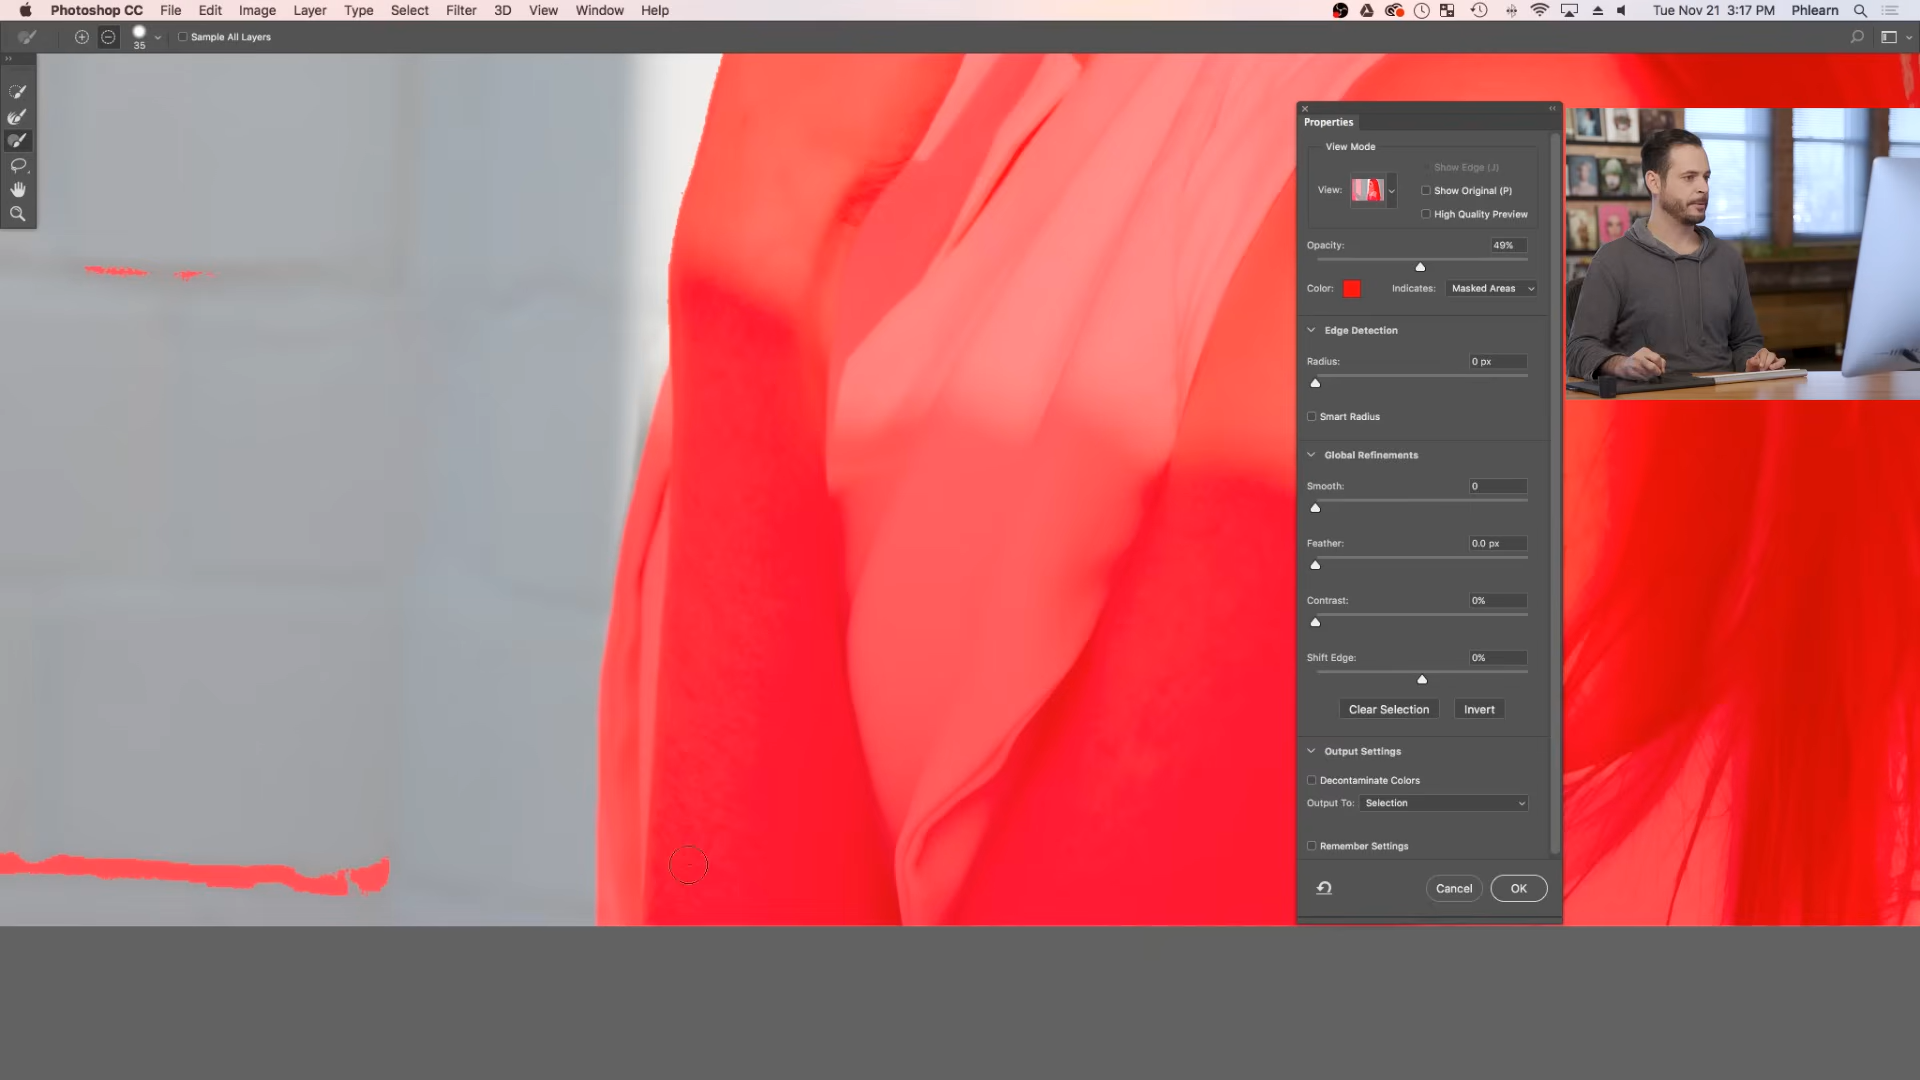 Photoshop CC File Edit Image Layer Type Select Filter 3D View Window Help Tue Nov 21 3:17 PM Phlearn
35 Sample All Layers
Properties
View Mode
Show Edge (J)
View: Show Original (P)
High Quality Preview
Opacity: 49%
Color: Indicates: Masked Areas
Edge Detection
Radius: 0 px
Smart Radius
Global Refinements
Smooth: 0
Feather: 0.0 px
Contrast: 0%
Shift Edge: 0%
Clear Selection Invert
Output Settings
Decontaminate Colors
Output To: Selection
Remember Settings
Cancel OK